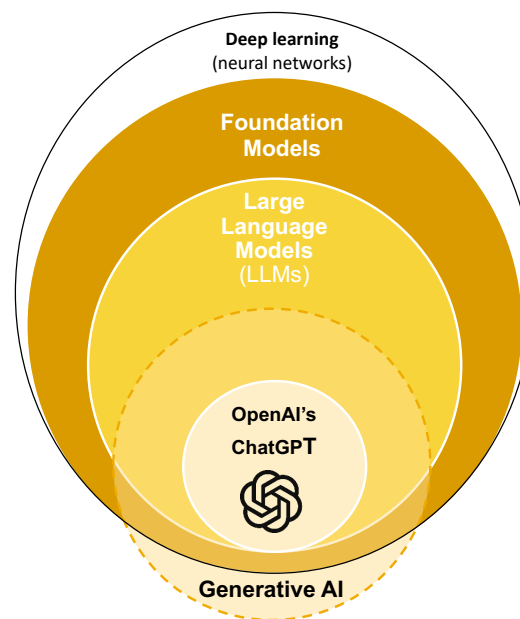 Deep learning
(neural networks)
Foundation
Models
Large
Language
Models
(LLMs)
OpenAI's
ChatGPT
Generative AI